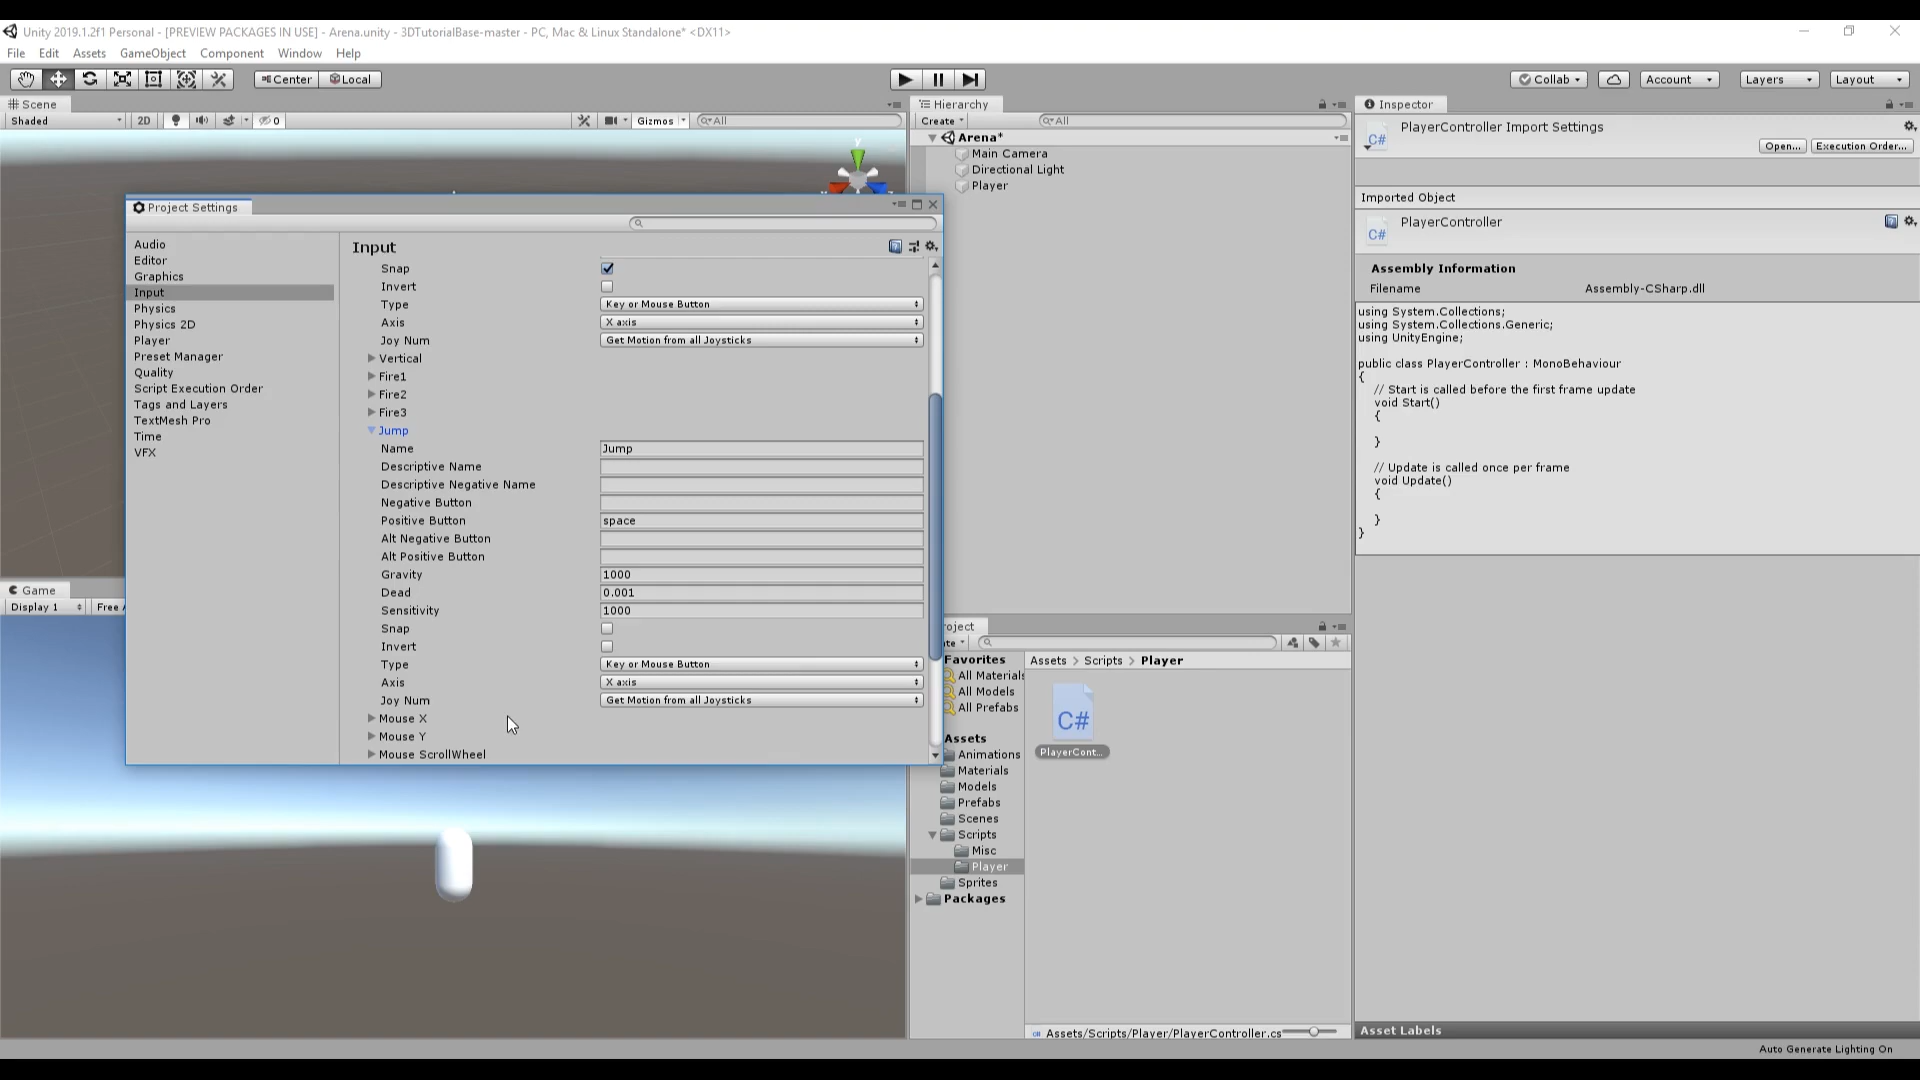 Unity 2019.1.2f1 Personal - [PREVIEW PACKAGES IN USE] - Arena.unity - 3DTutorialBase-master - PC, Mac & Linux Standalone* <DX11>
File Edit Assets GameObject Component Window Help
Center Local
Collab Account Layers Layout
Scene
Shaded 2D 0 Gizmos All
Hierarchy
Create All
Arena*
Main Camera
Directional Light
Player
Inspector
PlayerController Import Settings
Open... Execution Order...
Imported Object
PlayerController
Assembly Information
Filename Assembly-CSharp.dll
using System.Collections;
using System.Collections.Generic;
using UnityEngine;
public class PlayerController : MonoBehaviour
{
// Start is called before the first frame update
void Start()
{
}
// Update is called once per frame
void Update()
{
}
}
Project Settings
Audio
Editor
Graphics
Input
Physics
Physics 2D
Player
Preset Manager
Quality
Script Execution Order
Tags and Layers
TextMesh Pro
Time
VFX
Input
Snap
Invert
Type Key or Mouse Button
Axis X axis
Joy Num Get Motion from all Joysticks
Vertical
Fire1
Fire2
Fire3
Jump
Name Jump
Descriptive Name
Descriptive Negative Name
Negative Button
Positive Button space
Alt Negative Button
Alt Positive Button
Gravity 1000
Dead 0.001
Sensitivity 1000
Snap
Invert
Type Key or Mouse Button
Axis X axis
Joy Num Get Motion from all Joysticks
Mouse X
Mouse Y
Mouse ScrollWheel
Game
Display 1 Free A
roject
te
Favorites
All Materials
All Models
All Prefabs
Assets
Animations
Materials
Models
Prefabs
Scenes
Scripts
Misc
Player
Sprites
Packages
Assets > Scripts > Player
C#
PlayerCont...
Assets/Scripts/Player/PlayerController.cs
Asset Labels
Auto Generate Lighting On